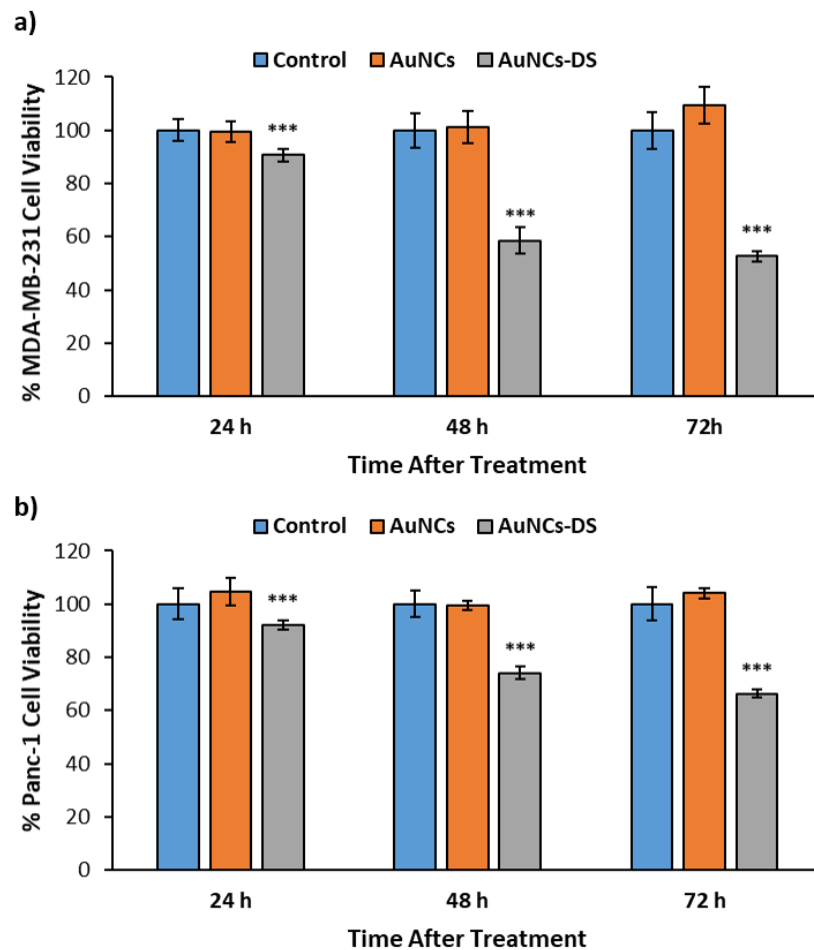 a)
Control AuNCs AuNCs-DS
% MDA-MB-231 Cell Viability
120
100
80
60
40
20
0
***
***
***
24 h 48 h 72h
Time After Treatment
b)
Control AuNCs AuNCs-DS
% Panc-1 Cell Viability
120
100
80
60
40
20
0
***
***
***
24 h 48 h 72 h
Time After Treatment